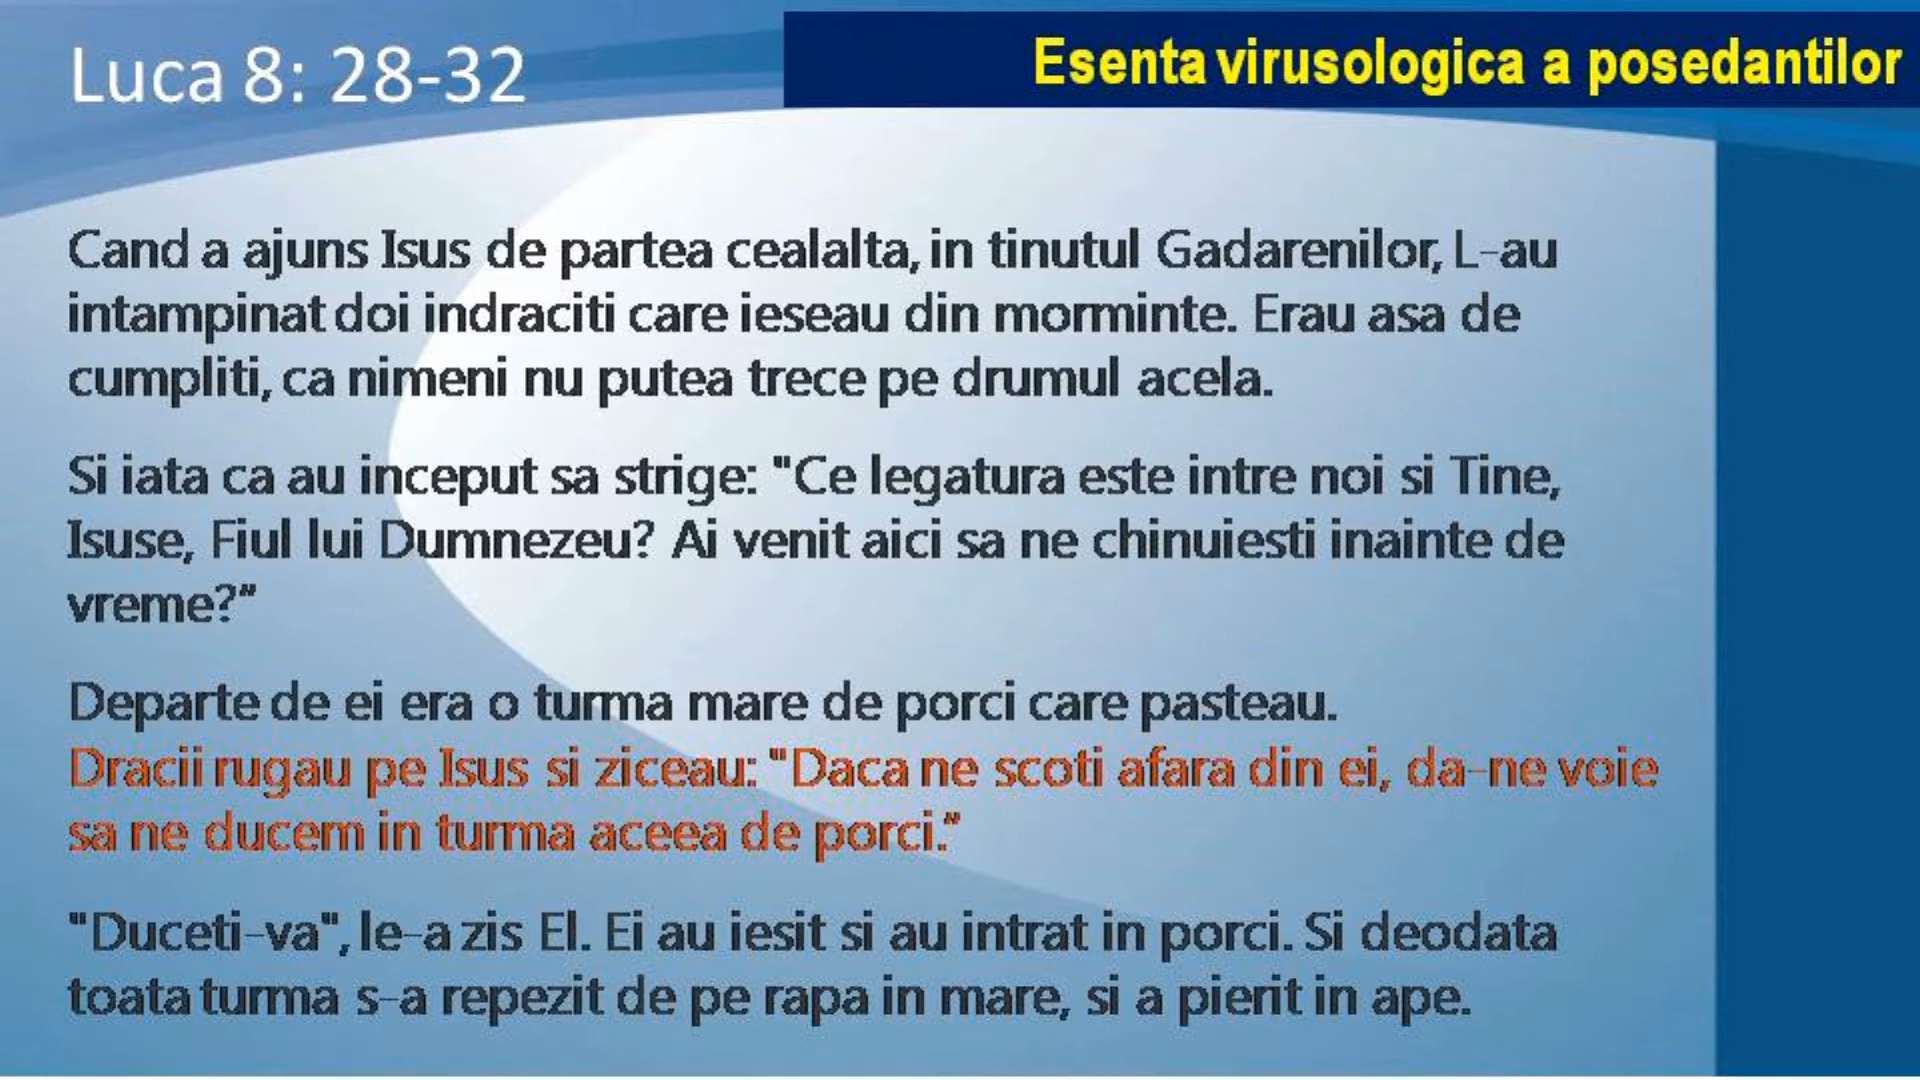 Luca 8: 28-32
Esenta virusologica a posedantilor
Cand a ajuns Isus de partea cealalta, in tinutul Gadarenilor, L-au
intampinat doi indraciti care ieseau din morminte. Erau asa de
cumpliti, ca nimeni nu putea trece pe drumul acela.
Si iata ca au inceput sa strige: "Ce legatura este intre noi si Tine,
Isuse, Fiul lui Dumnezeu? Ai venit aici sa ne chinuiesti inainte de
vreme?"
Departe de ei era o turma mare de porci care pasteau.
Dracii rugau pe Isus si ziceau: "Daca ne scoti afara din ei, da-ne voie
sa ne ducem in turma aceea de porci."
"Duceti-va", le-a zis El. Ei au iesit si au intrat in porci. Si deodata
toata turma s-a repezit de pe rapa in mare, si a pierit in ape.